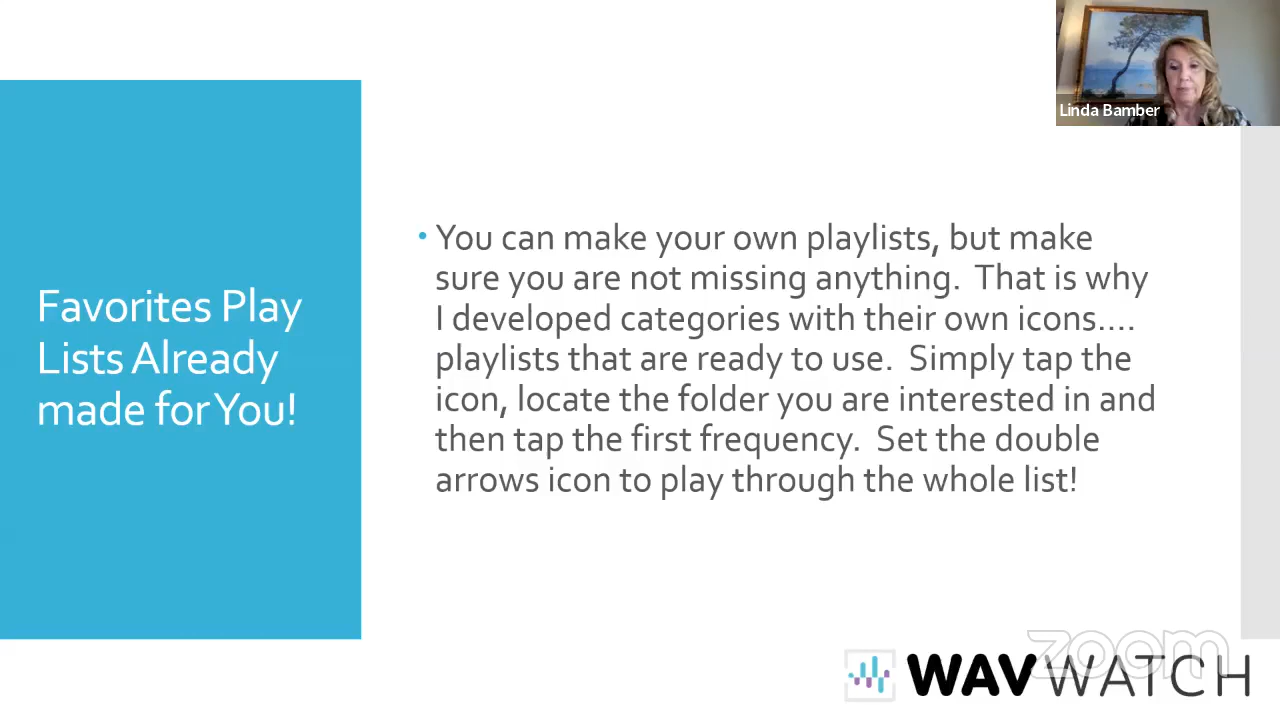 Linda Bamber
Favorites Play
Lists Already
made for You!
• You can make your own playlists, but make
sure you are not missing anything.  That is why
I developed categories with their own icons....
playlists that are ready to use.  Simply tap the
icon, locate the folder you are interested in and
then tap the first frequency.  Set the double
arrows icon to play through the whole list!
zoom
WAVWATCH